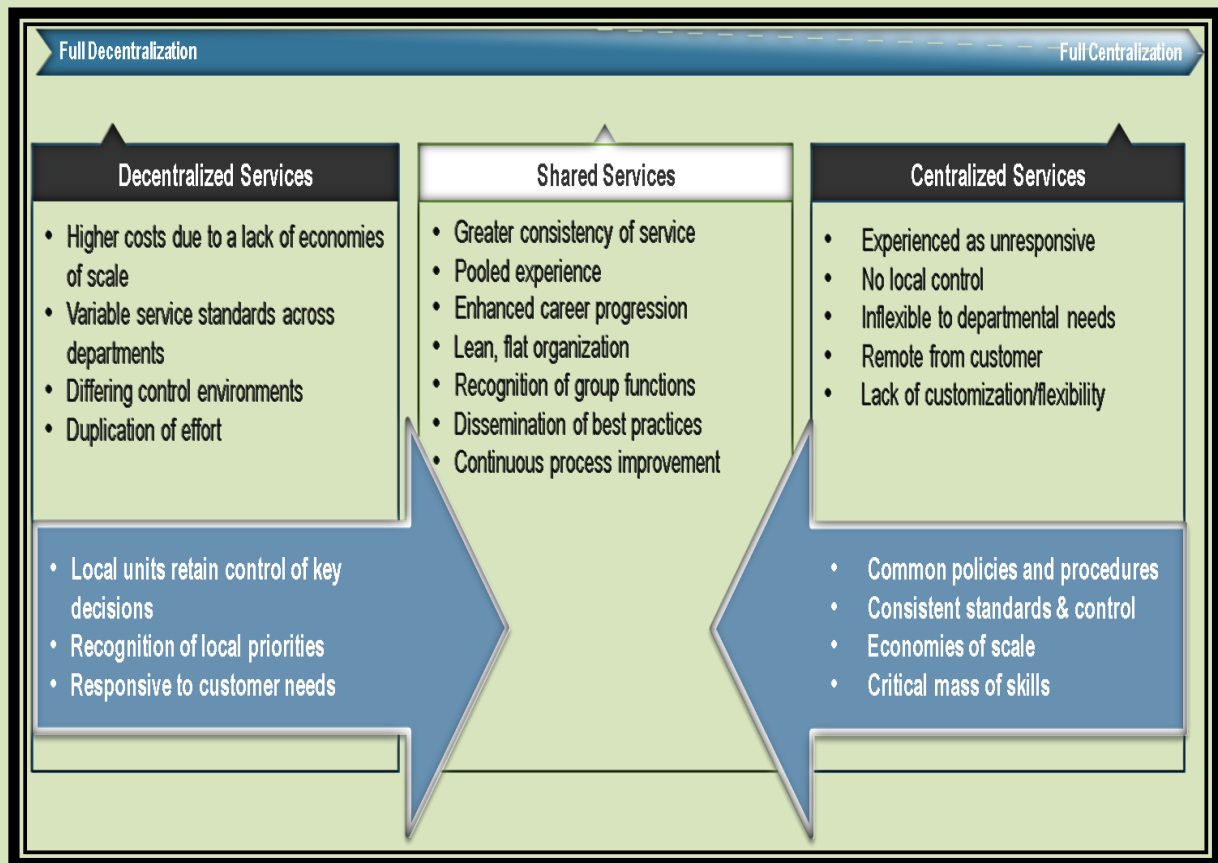 Full Decentralization
Full Centralization
Decentralized Services
• Higher costs due to a lack of economies
of scale
• Variable service standards across
departments
• Differing control environments
• Duplication of effort
• Local units retain control of key
decisions
• Recognition of local priorities
• Responsive to customer needs
Shared Services
• Greater consistency of service
• Pooled experience
• Enhanced career progression
• Lean, flat organization
• Recognition of group functions
• Dissemination of best practices
• Continuous process improvement
Centralized Services
• Experienced as unresponsive
• No local control
• Inflexible to departmental needs
• Remote from customer
• Lack of customization/flexibility
• Common policies and procedures
• Consistent standards & control
• Economies of scale
• Critical mass of skills